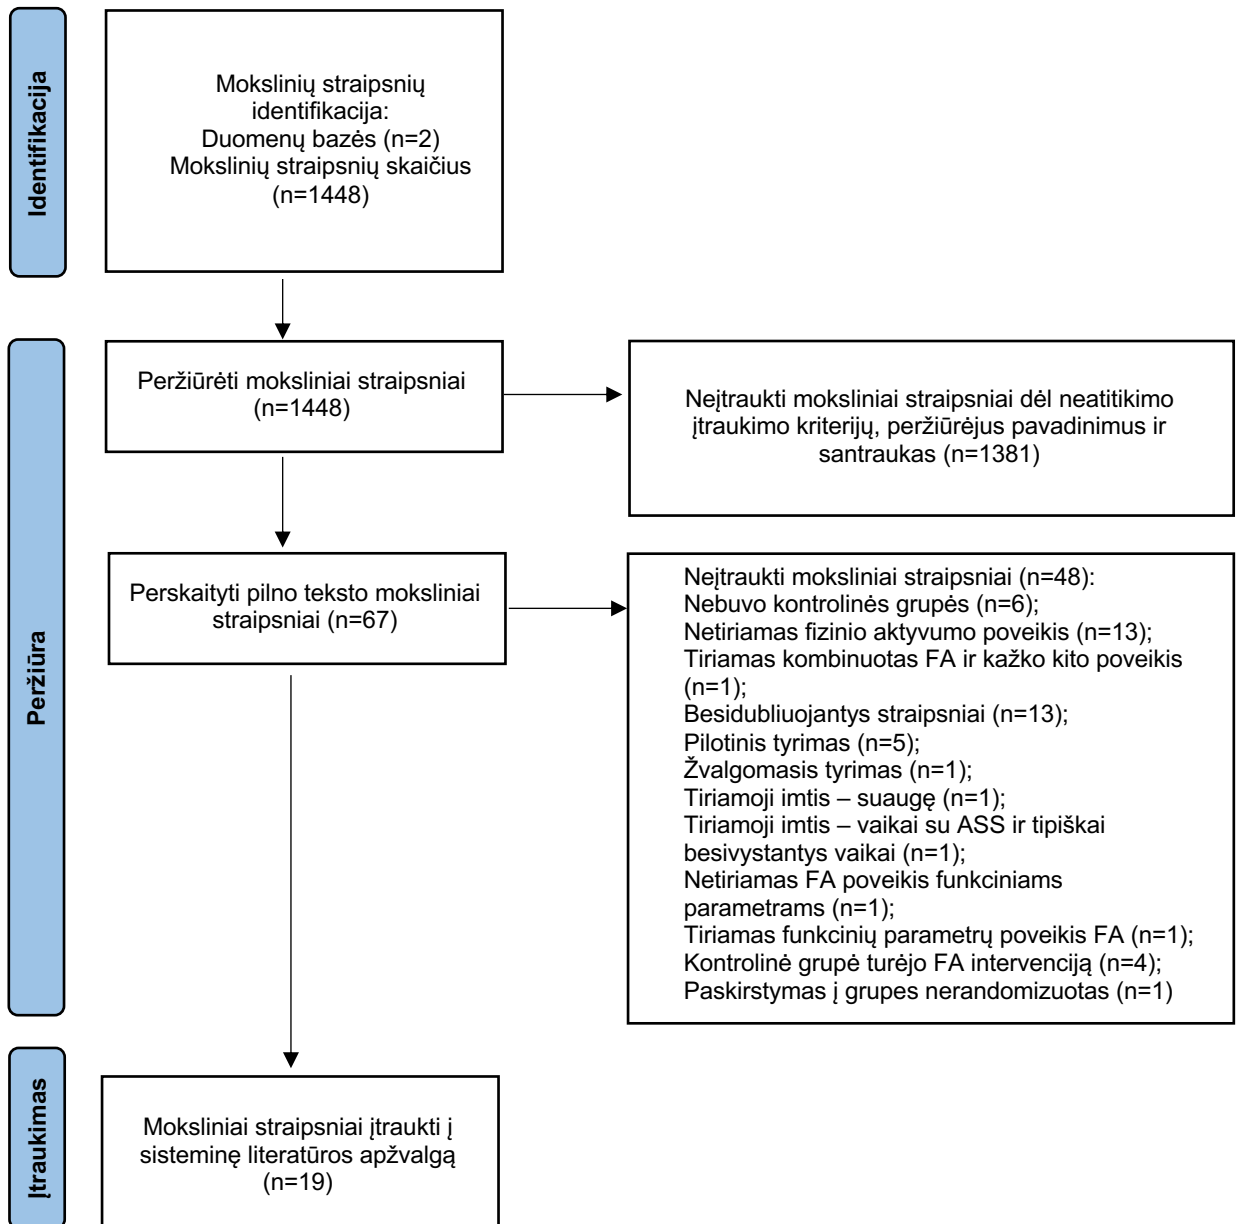 Identifikacija
Mokslinių straipsnių
identifikacija:
Duomenų bazės (n=2)
Mokslinių straipsnių skaičius
(n=1448)
Peržiūra
Peržiūrėti moksliniai straipsniai
(n=1448)
Neįtraukti moksliniai straipsniai dėl neatitikimo
įtraukimo kriterijų, peržiūrėjus pavadinimus ir
santraukas (n=1381)
Perskaityti pilno teksto moksliniai
straipsniai (n=67)
Neįtraukti moksliniai straipsniai (n=48):
Nebuvo kontrolinės grupės (n=6);
Netiriamas fizinio aktyvumo poveikis (n=13);
Tiriamas kombinuotas FA ir kažko kito poveikis
(n=1);
Besidubliuojantys straipsniai (n=13);
Pilotinis tyrimas (n=5);
Žvalgomasis tyrimas (n=1);
Tiriamoji imtis – suaugę (n=1);
Tiriamoji imtis – vaikai su ASS ir tipiškai
besivystantys vaikai (n=1);
Netiriamas FA poveikis funkciniams
parametrams (n=1);
Tiriamas funkcinių parametrų poveikis FA (n=1);
Kontrolinė grupė turėjo FA intervenciją (n=4);
Paskirstymas į grupes nerandomizuotas (n=1)
Įtraukimas
Moksliniai straipsniai įtraukti į
sisteminę literatūros apžvalgą
(n=19)